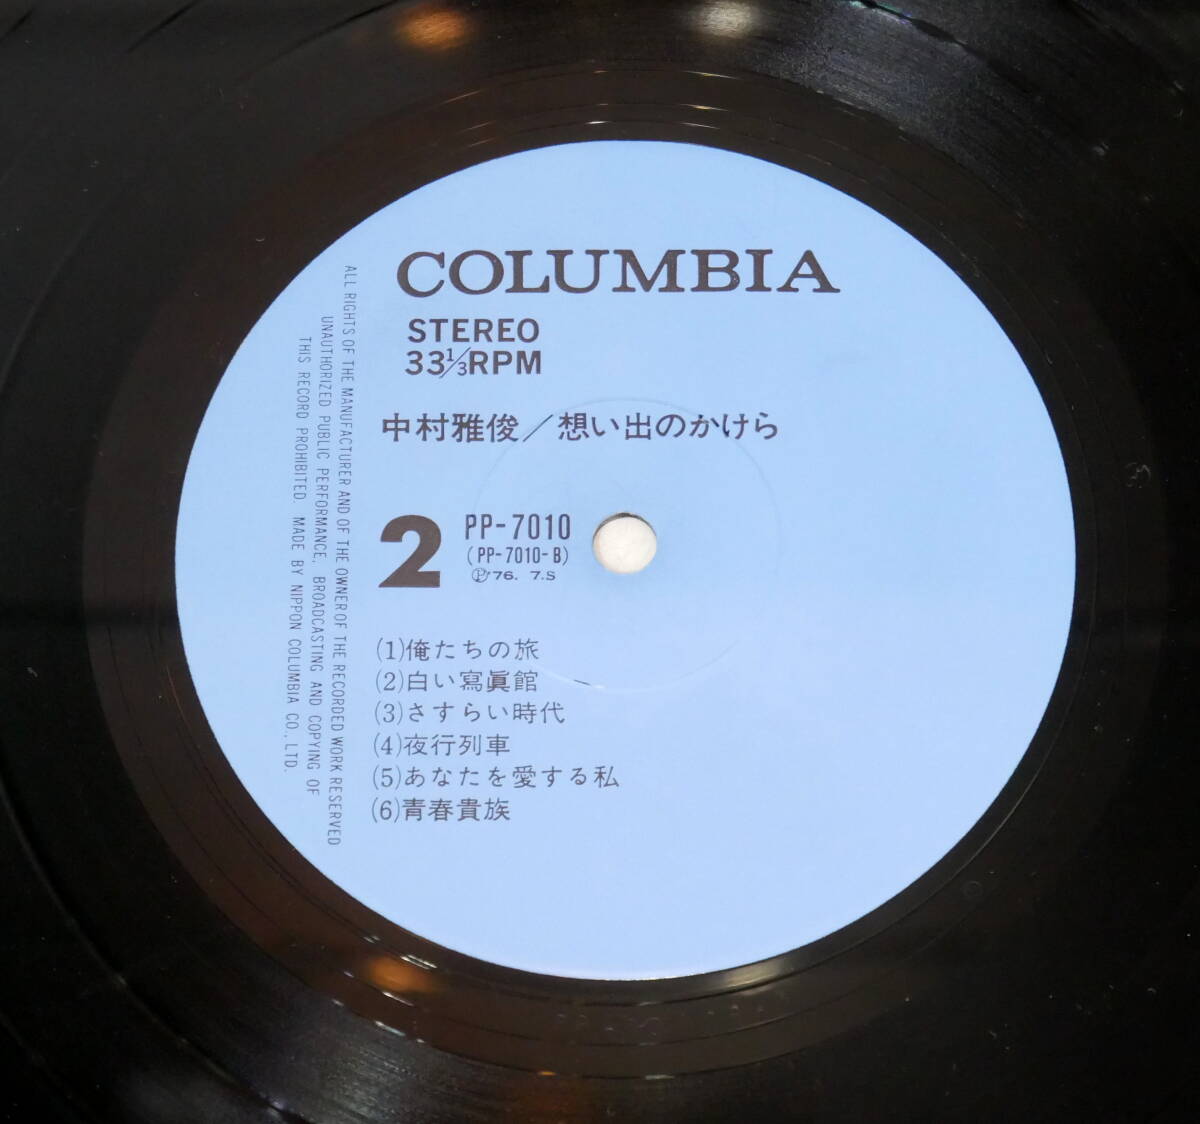 COLUMBIA
STEREO
33 1/3 RPM
中村雅俊／想い出のかけら
2
PP-7010
(PP-7010-B)
Ⓟ'76. 7.S
(1)俺たちの旅
(2)白い寫眞館
(3)さすらい時代
(4)夜行列車
(5)あなたを愛する私
(6)青春貴族
ALL RIGHTS OF THE MANUFACTURER AND OF THE OWNER OF THE RECORDED WORK RESERVED
UNAUTHORIZED PUBLIC PERFORMANCE, BROADCASTING AND COPYING OF
THIS RECORD PROHIBITED. MADE BY NIPPON COLUMBIA CO., LTD.